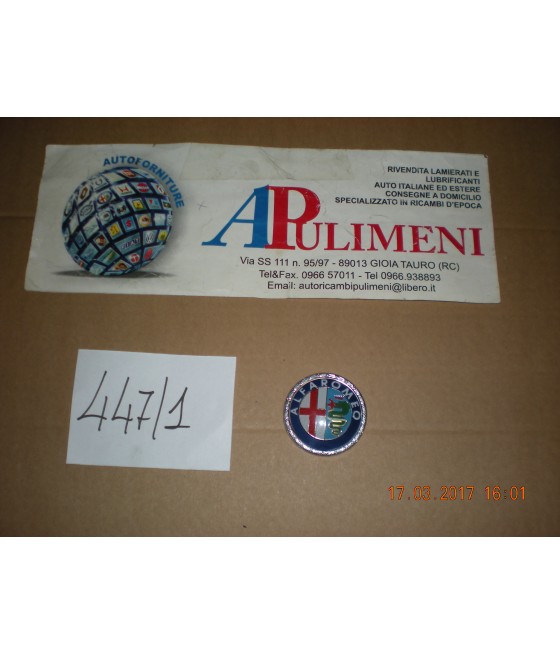 AUTOFORNITURE
RIVENDITA LAMIERATI E
LUBRIFICANTI
AUTO ITALIANE ED ESTERE
CONSEGNE A DOMICILIO
SPECIALIZZATO in RICAMBI D'EPOCA
APULIMENI
Via SS 111 n. 95/97 - 89013 GIOIA TAURO (RC)
Tel&Fax. 0966 57011 - Tel 0966.938893
Email: autoricambipulimeni@libero.it
447/1
ALFAROMEO
17.03.2017 16:01